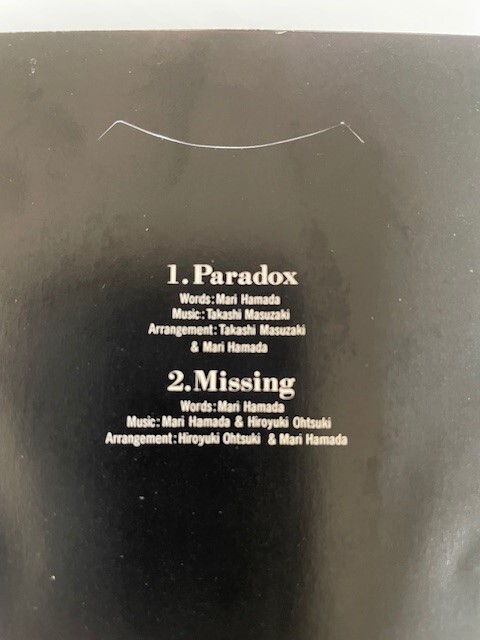 1.Paradox
Words:Mari Hamada
Music:Takashi Masuzaki
Arrangement:Takashi Masuzaki
& Mari Hamada
2.Missing
Words:Mari Hamada
Music:Mari Hamada & Hiroyuki Ohtsuki
Arrangement:Hiroyuki Ohtsuki & Mari Hamada